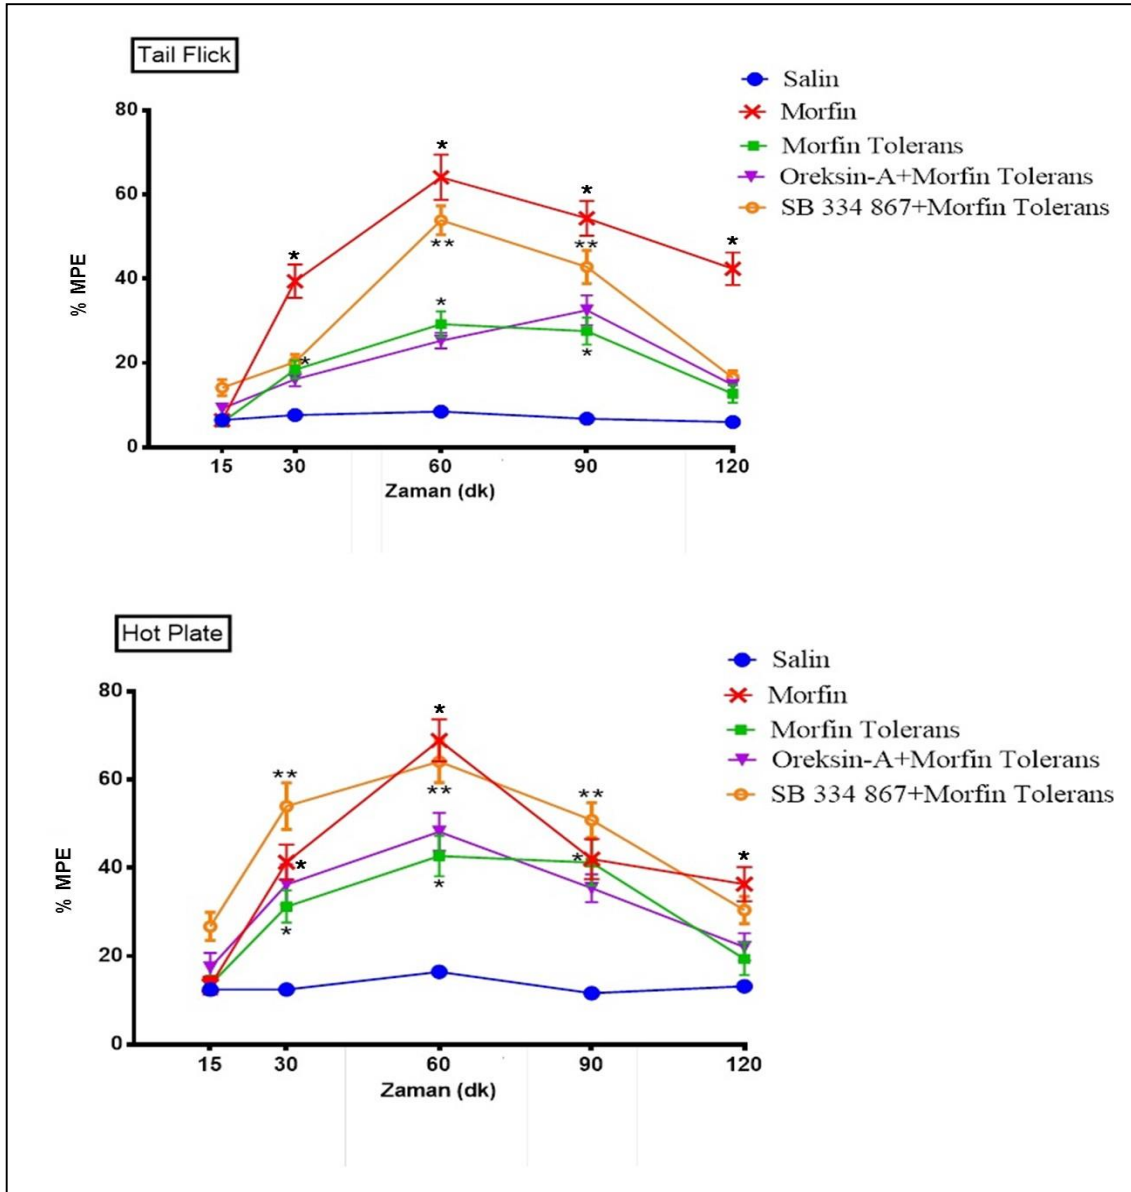 Tail Flick
Salin
Morfin
Morfin Tolerans
Oreksin-A+Morfin Tolerans
SB 334 867+Morfin Tolerans
% MPE
80
60
40
20
0
*
*
*
*
**
**
*
*
*
15 30 60 90 120
Zaman (dk)
Hot Plate
Salin
Morfin
Morfin Tolerans
Oreksin-A+Morfin Tolerans
SB 334 867+Morfin Tolerans
% MPE
80
60
40
20
0
*
**
**
**
*
*
*
*
*
15 30 60 90 120
Zaman (dk)